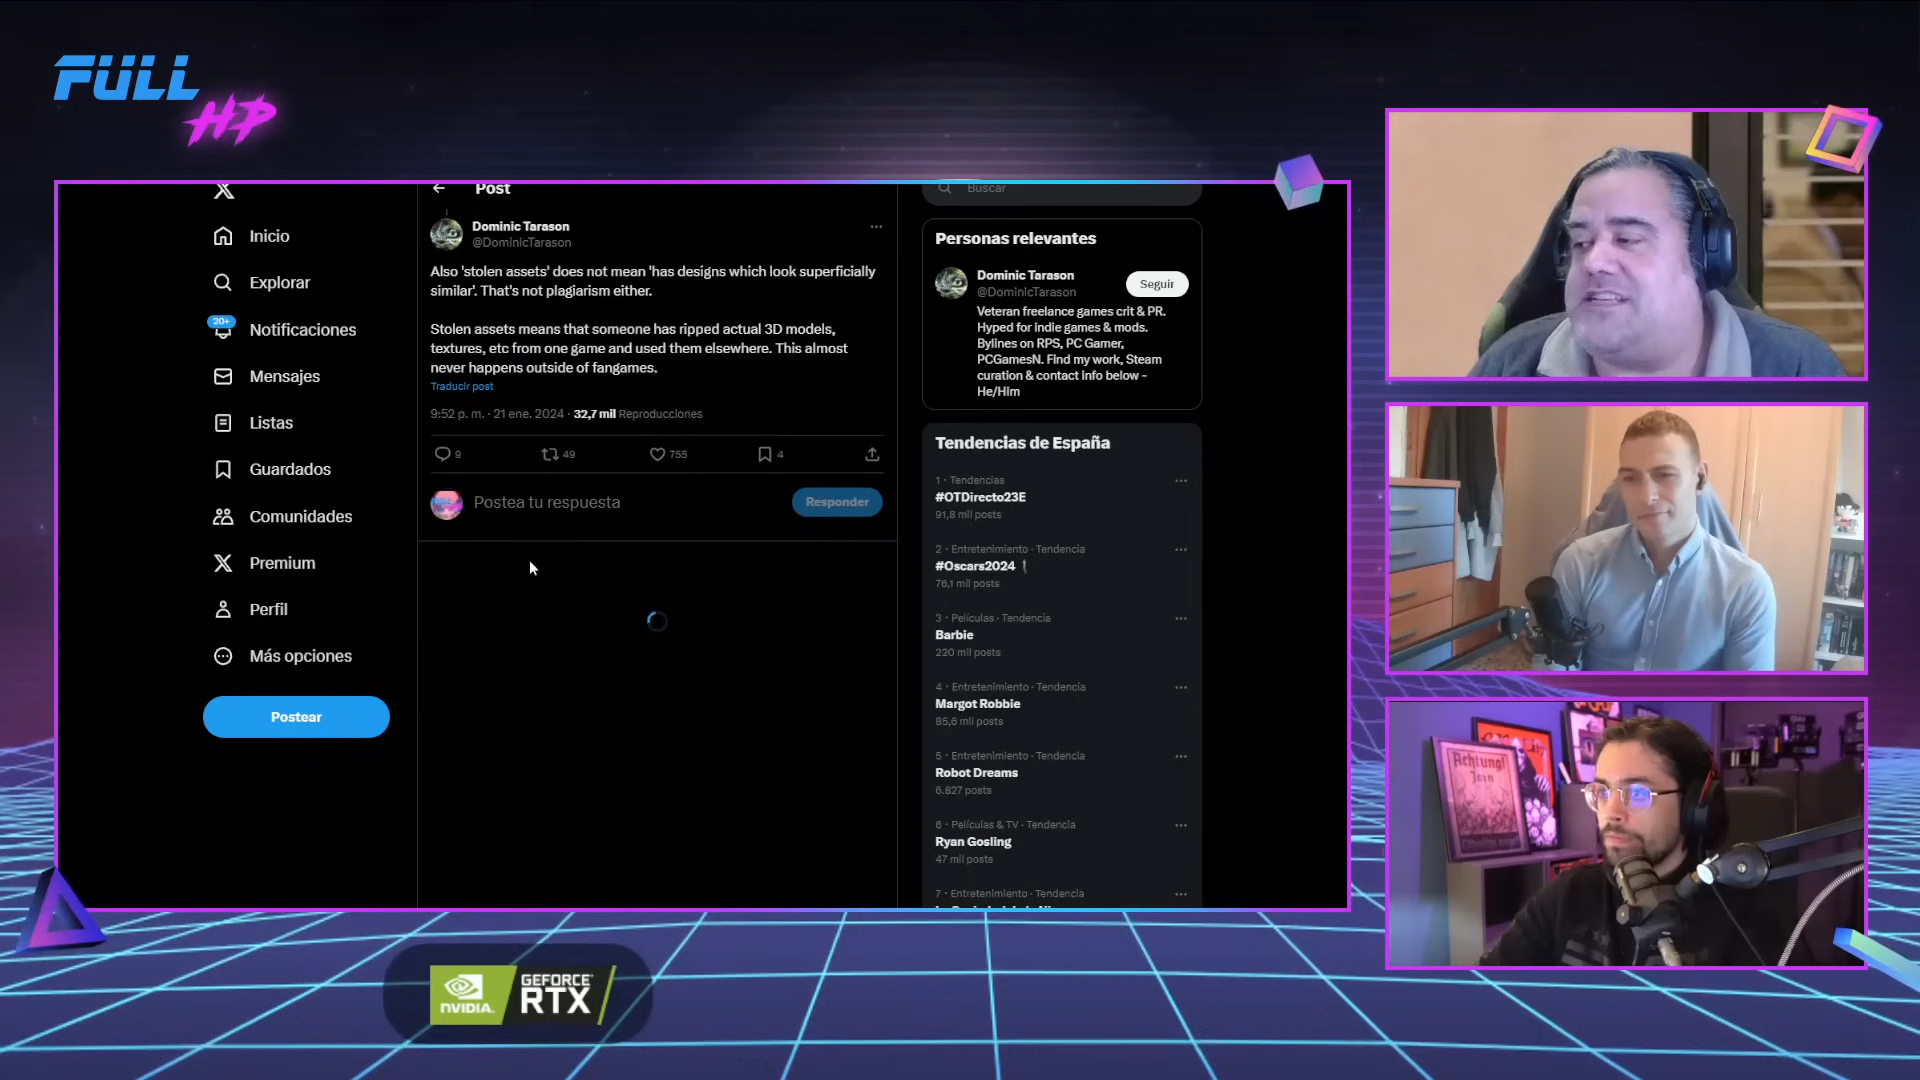 FULL
HP
Post
Buscar
Inicio
Explorar
20+
Notificaciones
Mensajes
Listas
Guardados
Comunidades
Premium
Perfil
Más opciones
Postear
Dominic Tarason
@DominicTarason
Also 'stolen assets' does not mean 'has designs which look superficially
similar'. That's not plagiarism either.
Stolen assets means that someone has ripped actual 3D models,
textures, etc from one game and used them elsewhere. This almost
never happens outside of fangames.
Traducir post
9:52 p. m. · 21 ene. 2024 · 32,7 mil Reproducciones
9
49
755
4
Postea tu respuesta
Responder
Personas relevantes
Dominic Tarason
@DominicTarason
Seguir
Veteran freelance games crit & PR.
Hyped for indie games & mods.
Bylines on RPS, PC Gamer,
PCGamesN. Find my work, Steam
curation & contact info below -
He/Him
Tendencias de España
1 · Tendencias
#OTDirecto23E
91,8 mil posts
2 · Entretenimiento · Tendencia
#Oscars2024
76,1 mil posts
3 · Películas · Tendencia
Barbie
220 mil posts
4 · Entretenimiento · Tendencia
Margot Robbie
85,6 mil posts
5 · Entretenimiento · Tendencia
Robot Dreams
6.827 posts
6 · Películas & TV · Tendencia
Ryan Gosling
47 mil posts
7 · Entretenimiento · Tendencia
Achtung!
Join
NVIDIA.
GEFORCE
RTX